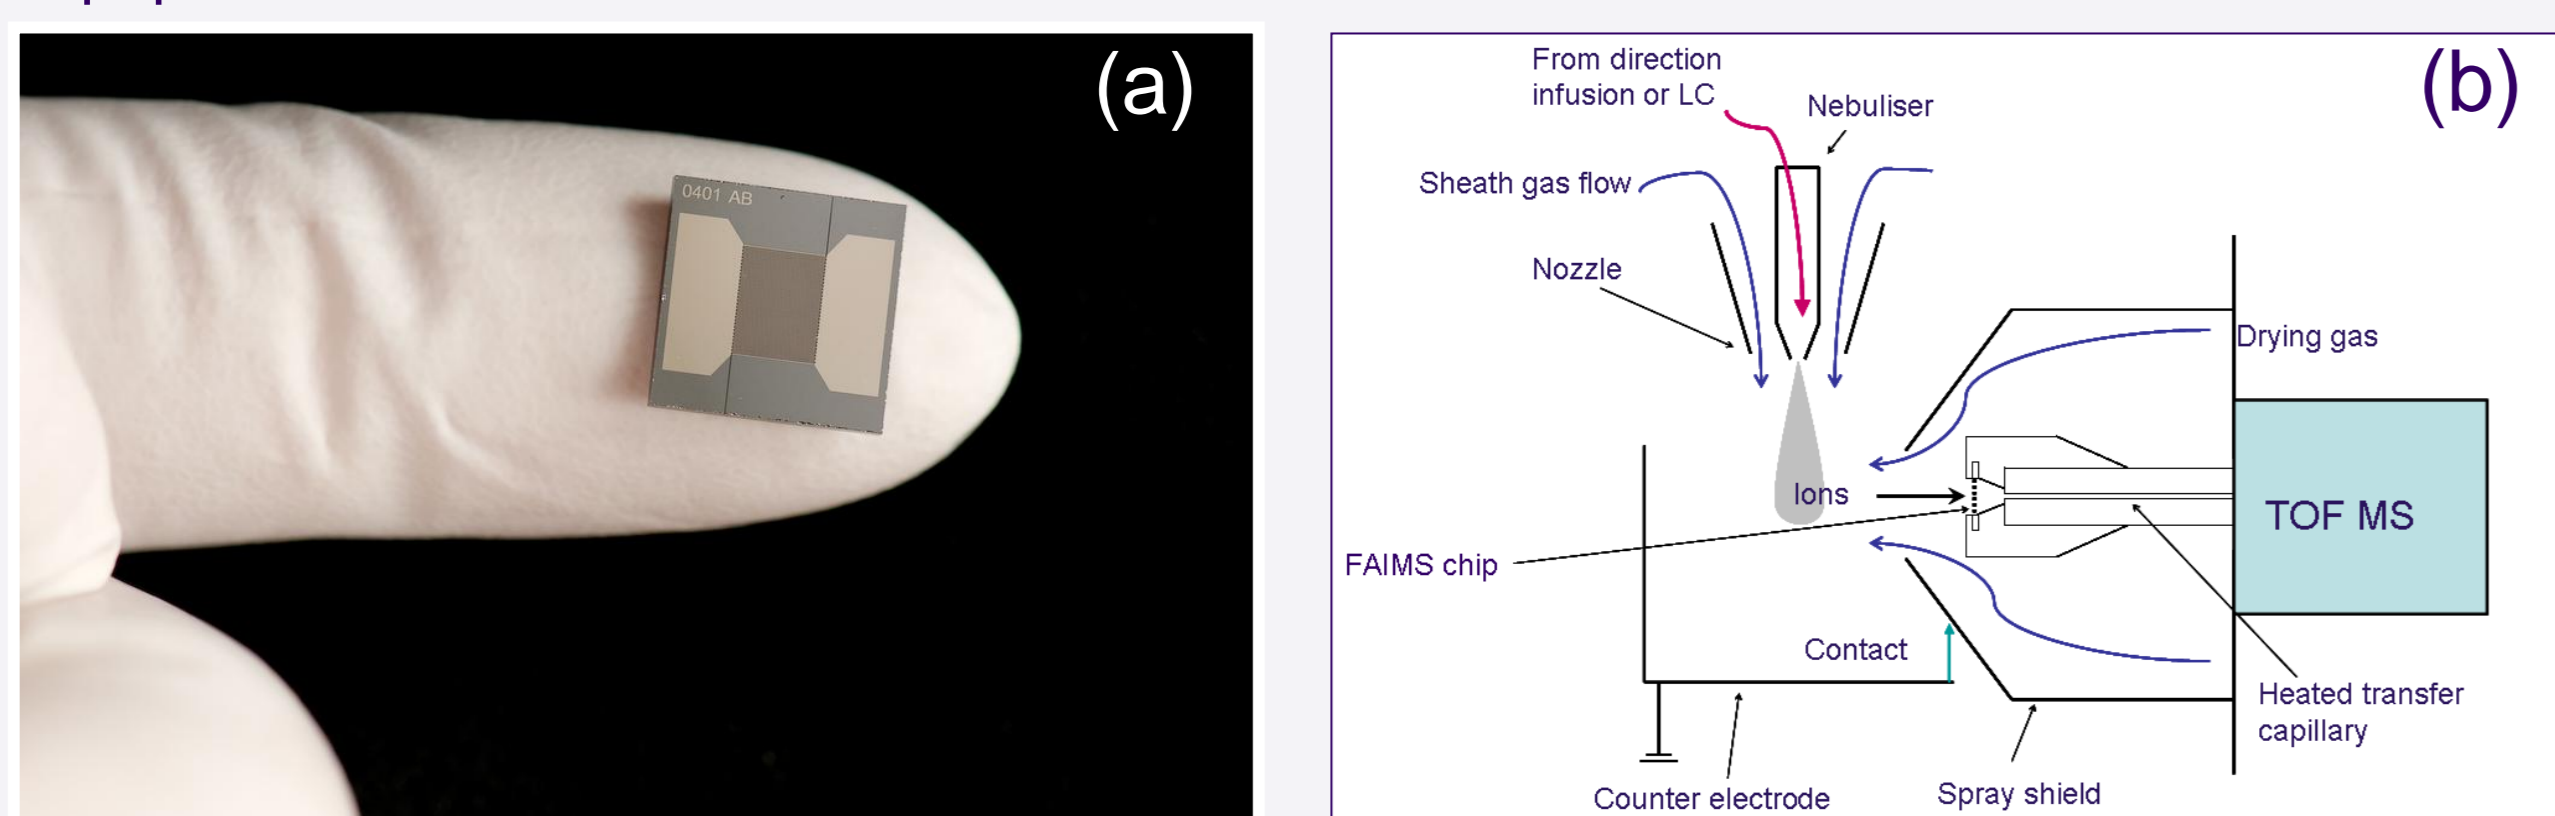 (a)
0401 AB
(b)
From direction
infusion or LC
Nebuliser
Sheath gas flow
Nozzle
Drying gas
Ions
TOF MS
FAIMS chip
Contact
Heated transfer
capillary
Counter electrode
Spray shield